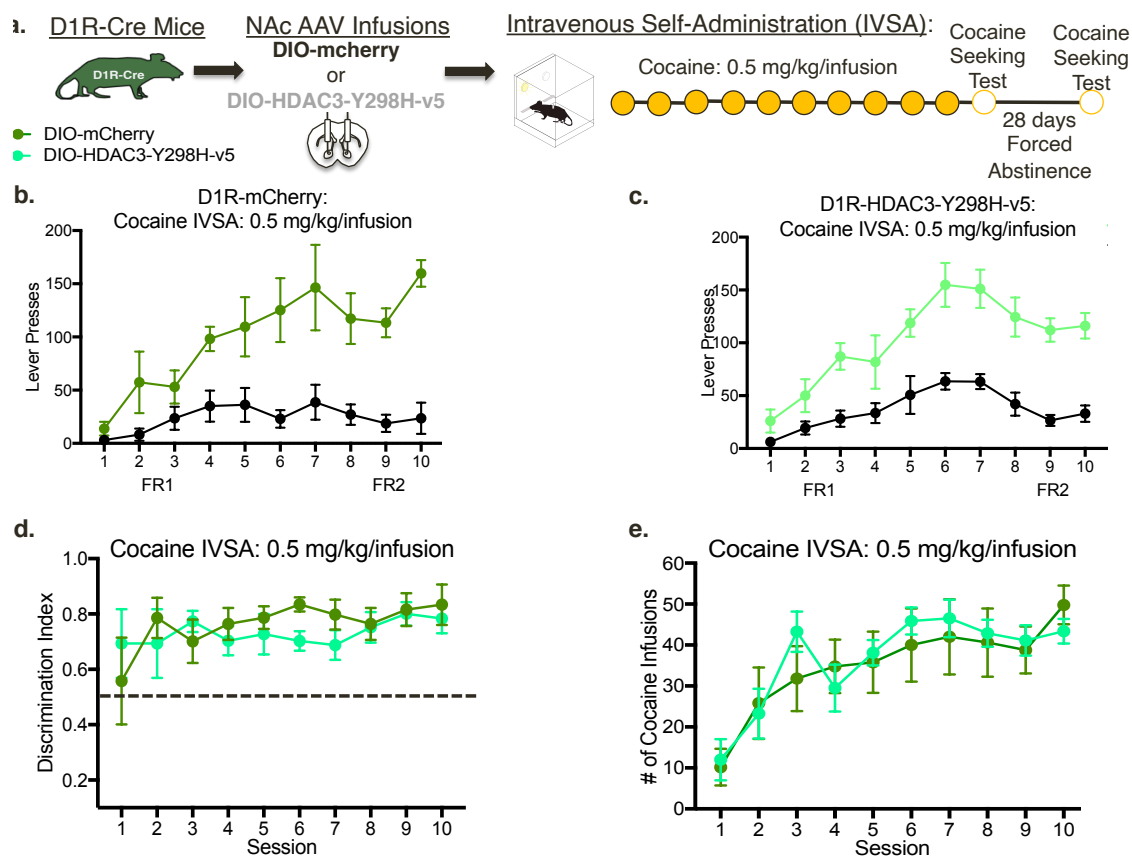 a. D1R-Cre Mice
NAc AAV Infusions
Intravenous Self-Administration (IVSA):
DIO-mcherry
or
DIO-HDAC3-Y298H-v5
D1R-Cre
Cocaine: 0.5 mg/kg/infusion
Cocaine
Seeking
Test
Cocaine
Seeking
Test
28 days
Forced
Abstinence
DIO-mCherry
DIO-HDAC3-Y298H-v5
b.
D1R-mCherry:
Cocaine IVSA: 0.5 mg/kg/infusion
Lever Presses
200
150
100
50
0
1 2 3 4 5 6 7 8 9 10
FR1 FR2
c.
D1R-HDAC3-Y298H-v5:
Cocaine IVSA: 0.5 mg/kg/infusion
Lever Presses
200
150
100
50
0
1 2 3 4 5 6 7 8 9 10
FR1 FR2
d.
Cocaine IVSA: 0.5 mg/kg/infusion
Discrimination Index
1.0
0.8
0.6
0.4
0.2
1 2 3 4 5 6 7 8 9 10
Session
e.
Cocaine IVSA: 0.5 mg/kg/infusion
# of Cocaine Infusions
60
50
40
30
20
10
0
1 2 3 4 5 6 7 8 9 10
Session